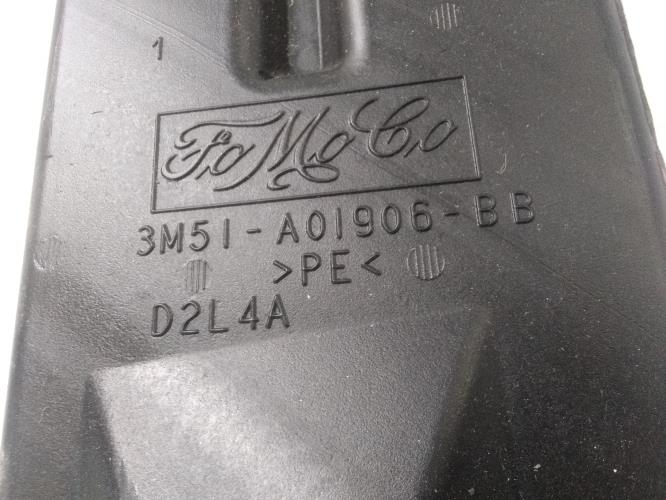 1
FoMoCo
3M51-A01906-BB
>PE<
D2L4A